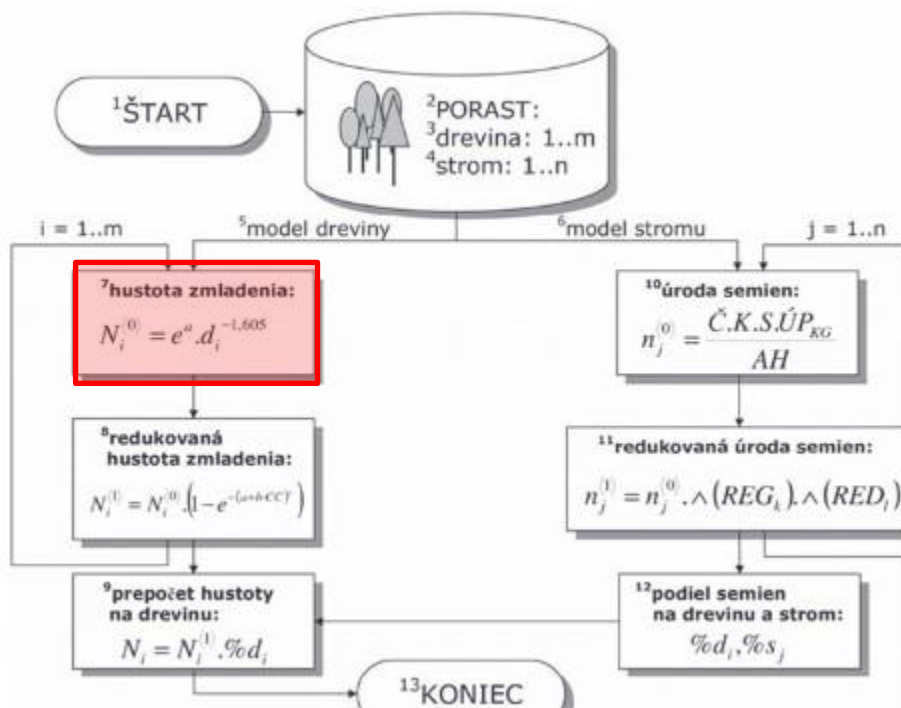 ¹ŠTART
²PORAST:
³drevina: 1..m
⁴strom: 1..n
i = 1..m
⁵model dreviny
⁶model stromu
j = 1..n
⁷hustota zmladenia:
N_i^(0) = e^a.d_i^-1,605
⁸redukovaná
hustota zmladenia:
N_i^(1) = N_i^(0).(1-e^-(a+b.CC)^c)
⁹prepočet hustoty
na drevinu:
N_i = N_i^(1).%d_i
¹⁰úroda semien:
n_j^(0) = Č.K.S.ÚP_KG
AH
¹¹redukovaná úroda semien:
n_j^(1) = n_j^(0).∧(REG_k).∧(RED_l)
¹²podiel semien
na drevinu a strom:
%d_i,%s_j
¹³KONIEC